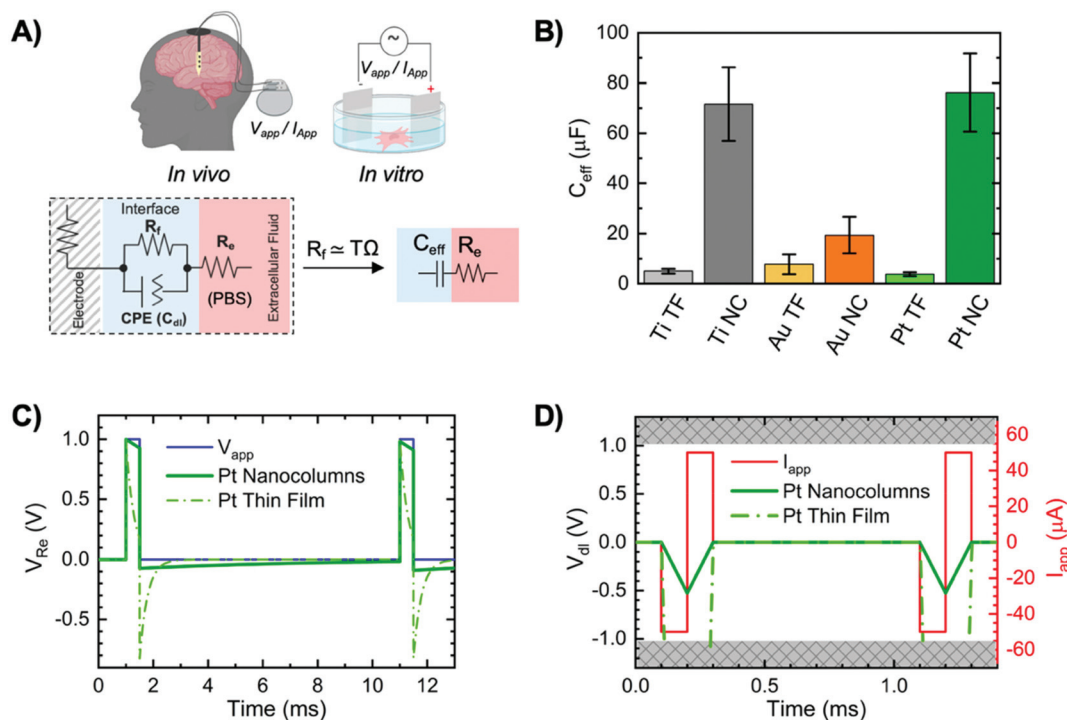 A)
V_app / I_App
~
V_app / I_App
-
+
In vivo
In vitro
Electrode
Interface
R_f
R_e
(PBS)
CPE (C_dl)
Extracellular Fluid
R_f ≃ TΩ
C_eff
R_e
B)
C_eff (μF)
100
80
60
40
20
0
Ti TF
Ti NC
Au TF
Au NC
Pt TF
Pt NC
C)
V_Re (V)
1.0
0.5
0.0
-0.5
V_app
Pt Nanocolumns
Pt Thin Film
0 2 4 6 8 10 12
Time (ms)
D)
V_dl (V)
1.0
0.5
0.0
-0.5
-1.0
I_app
Pt Nanocolumns
Pt Thin Film
60
40
20
0
-20
-40
-60
I_app (μA)
0.0 0.5 1.0
Time (ms)